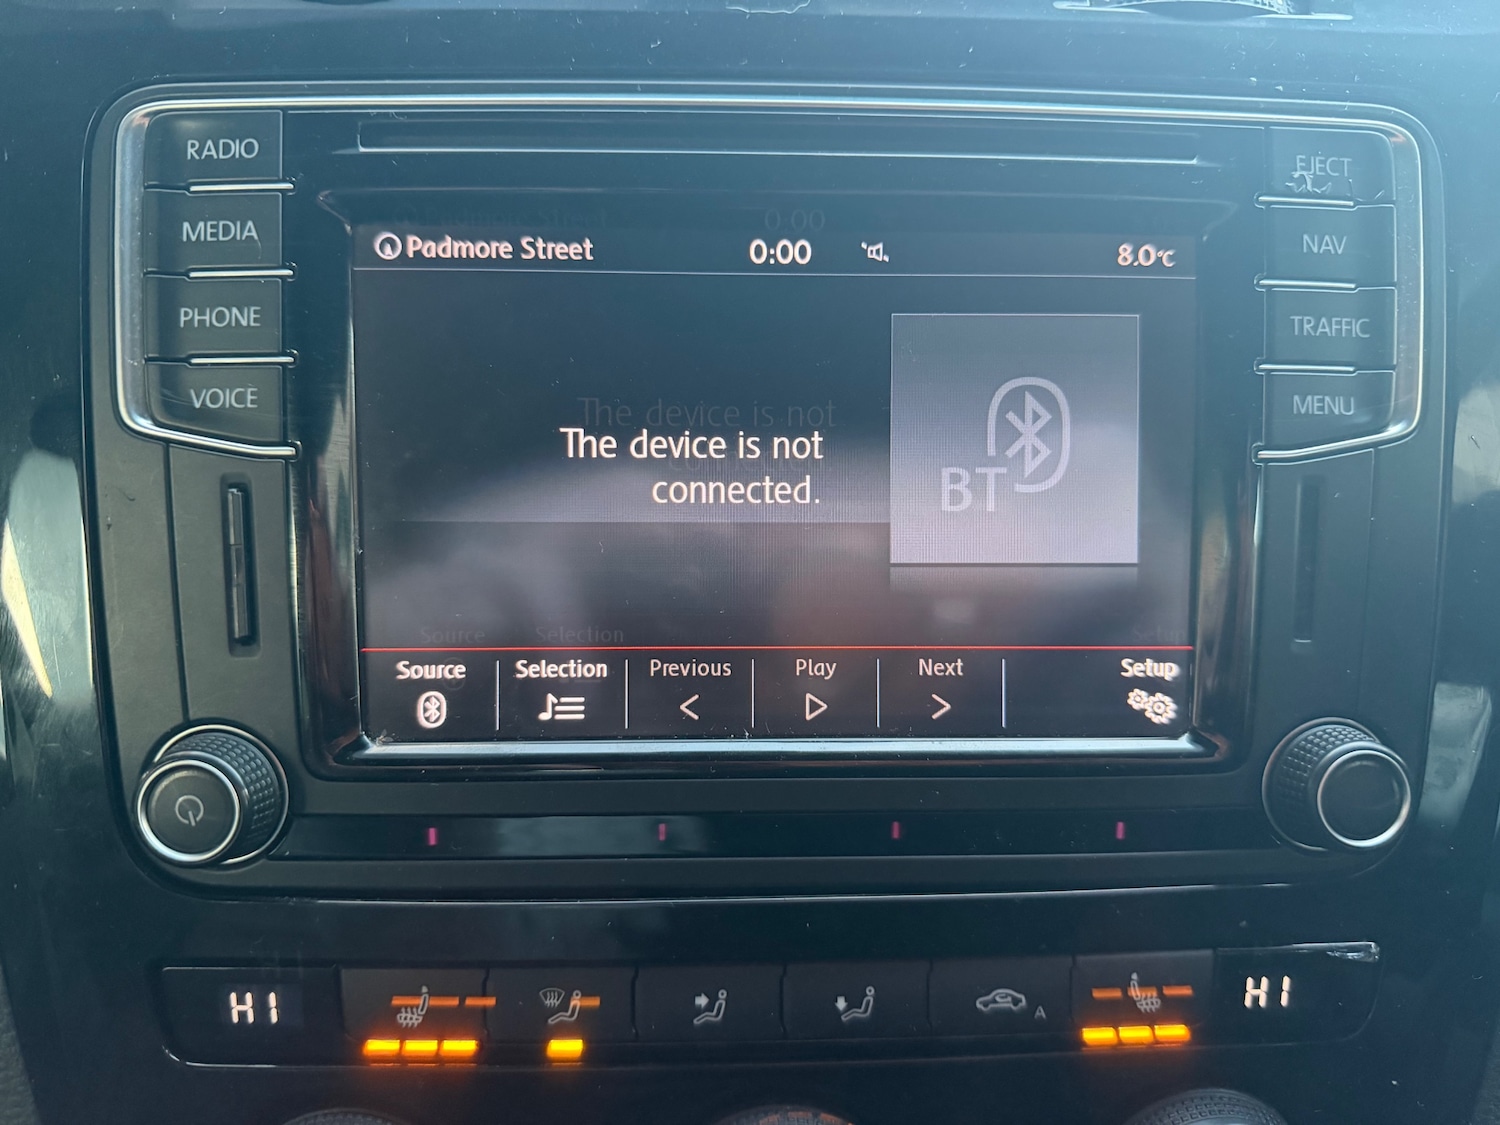 RADIO
MEDIA
PHONE
VOICE
EJECT
NAV
TRAFFIC
MENU
Padmore Street
0:00
8.0°C
The device is not
connected.
BT
Source
Selection
Previous
Play
Next
Setup
HI
A
HI